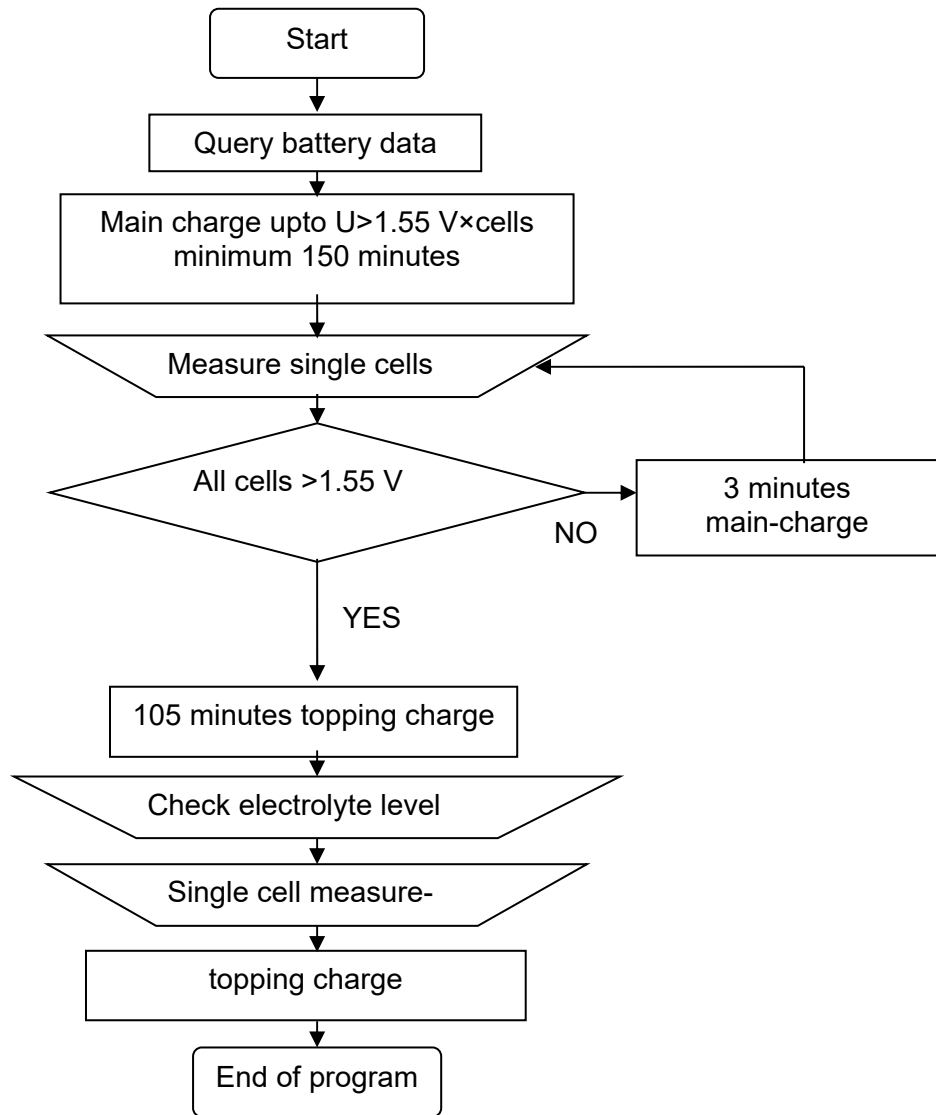 Start
Query battery data
Main charge upto U>1.55 V×cells
minimum 150 minutes
Measure single cells
All cells >1.55 V
NO
3 minutes
main-charge
YES
105 minutes topping charge
Check electrolyte level
Single cell measure-
topping charge
End of program